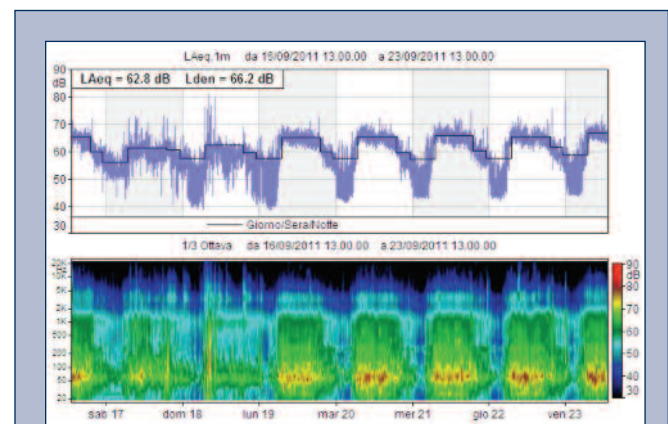 LAeq, 1m   da 16/09/2011 13.00.00   a 23/09/2011 13.00.00
90
dB
LAeq = 62.8 dB   Lden = 66.2 dB
80
70
60
50
40
30
Giorno/Sera/Notte
1/3 Ottava   da 16/09/2011 13.00.00   a 23/09/2011 13.00.00
20K
10K
5K
2K
1K
500
200
100
50
20
90
dB
80
70
60
50
40
30
sab 17   dom 18   lun 19   mar 20   mer 21   gio 22   ven 23